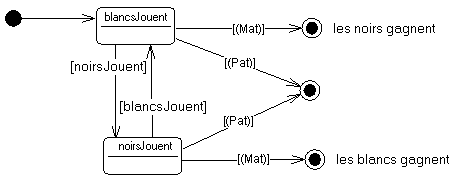 blancsJouent
[(Mat)]
les noirs gagnent
[noirsJouent]
[(Pat)]
[blancsJouent]
[(Pat)]
noirsJouent
[(Mat)]
les blancs gagnent